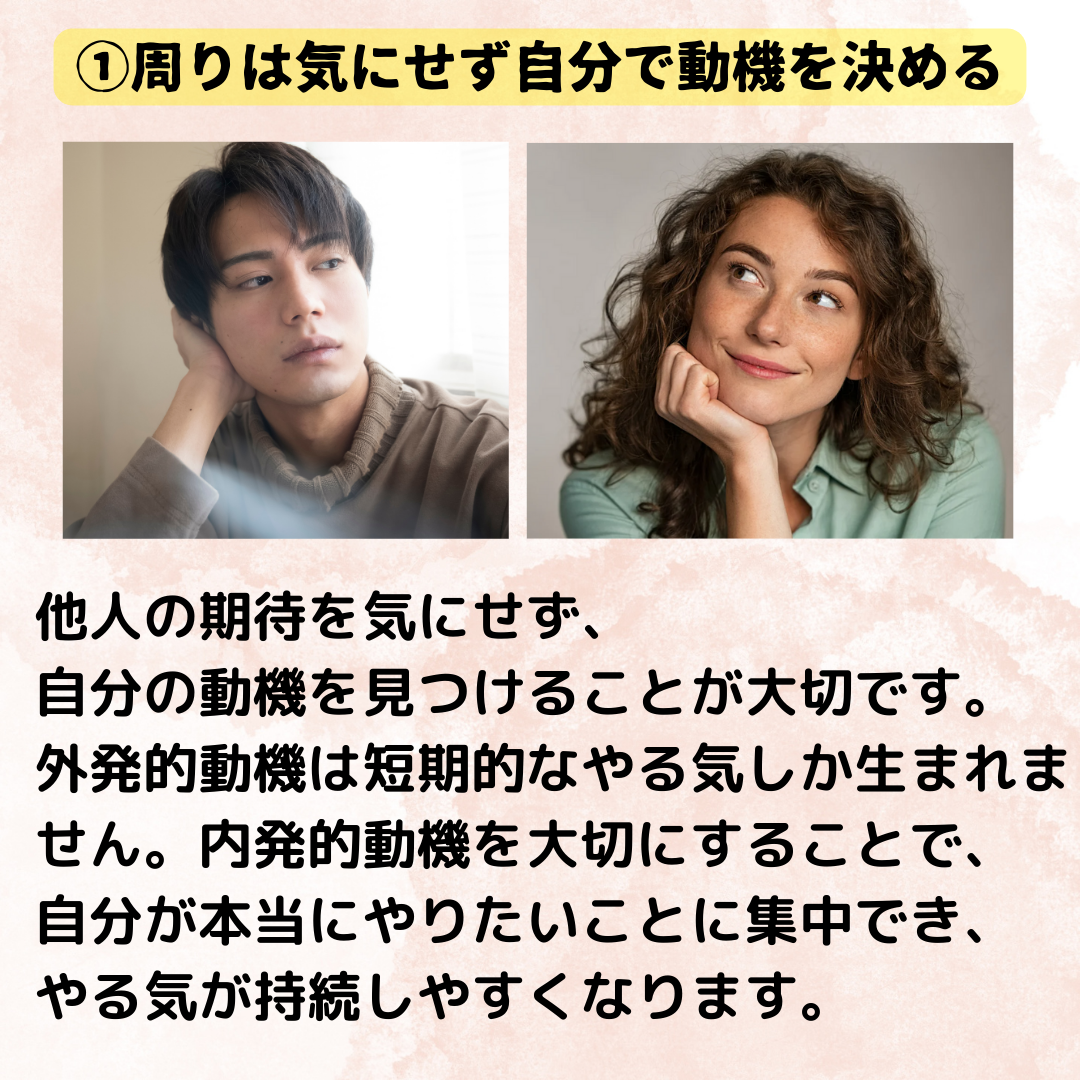 ①周りは気にせず自分で動機を決める
他人の期待を気にせず、
自分の動機を見つけることが大切です。
外発的動機は短期的なやる気しか生まれま
せん。内発的動機を大切にすることで、
自分が本当にやりたいことに集中でき、
やる気が持続しやすくなります。